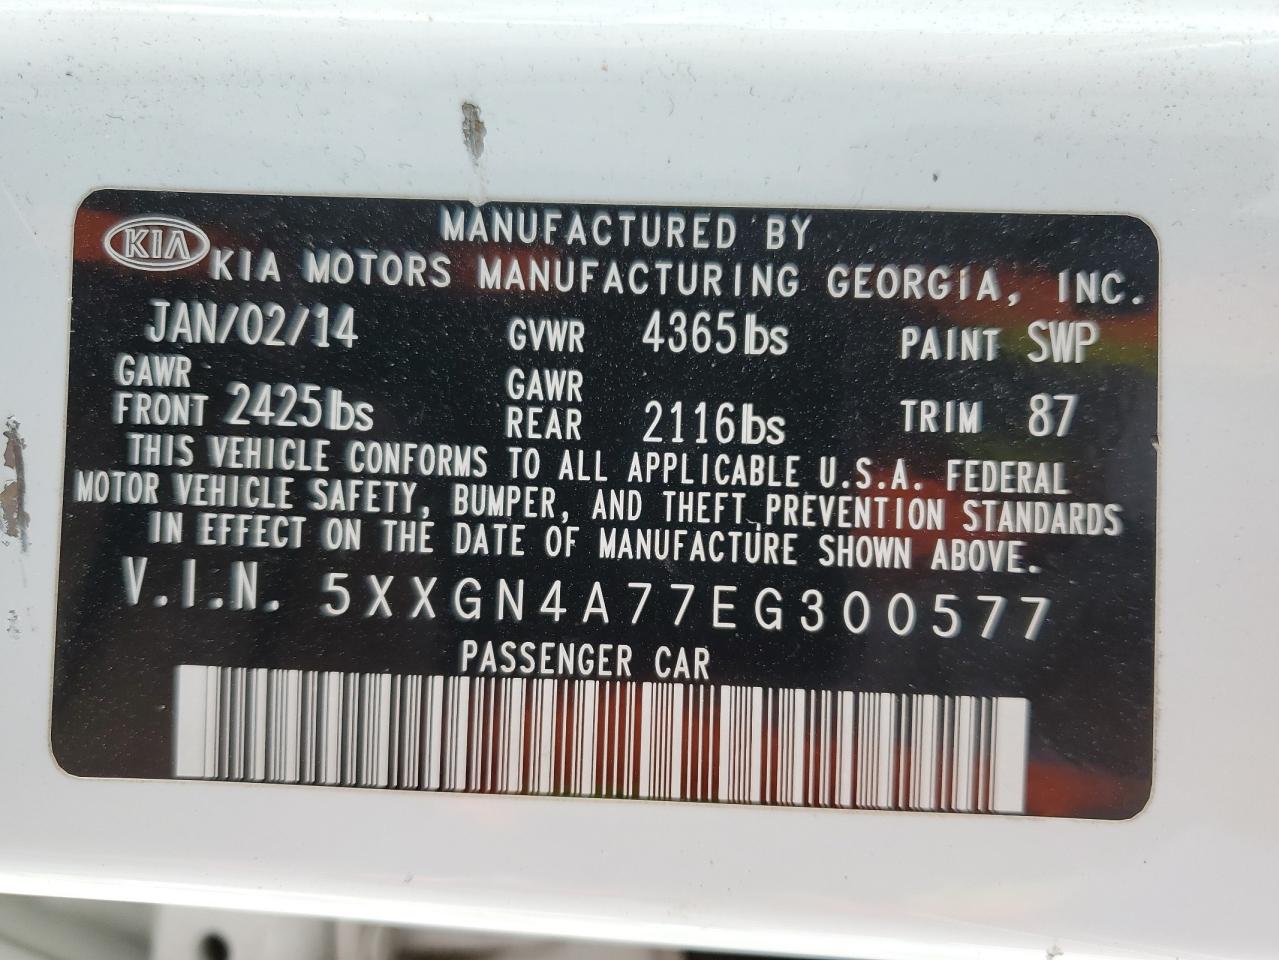 MANUFACTURED BY
KIA
KIA MOTORS MANUFACTURING GEORGIA, INC.
JAN/02/14 GVWR 4365lbs PAINT SWP
GAWR FRONT 2425lbs GAWR REAR 2116lbs TRIM 87
THIS VEHICLE CONFORMS TO ALL APPLICABLE U.S.A. FEDERAL
MOTOR VEHICLE SAFETY, BUMPER, AND THEFT PREVENTION STANDARDS
IN EFFECT ON THE DATE OF MANUFACTURE SHOWN ABOVE.
V.I.N. 5XXGN4A77EG300577
PASSENGER CAR